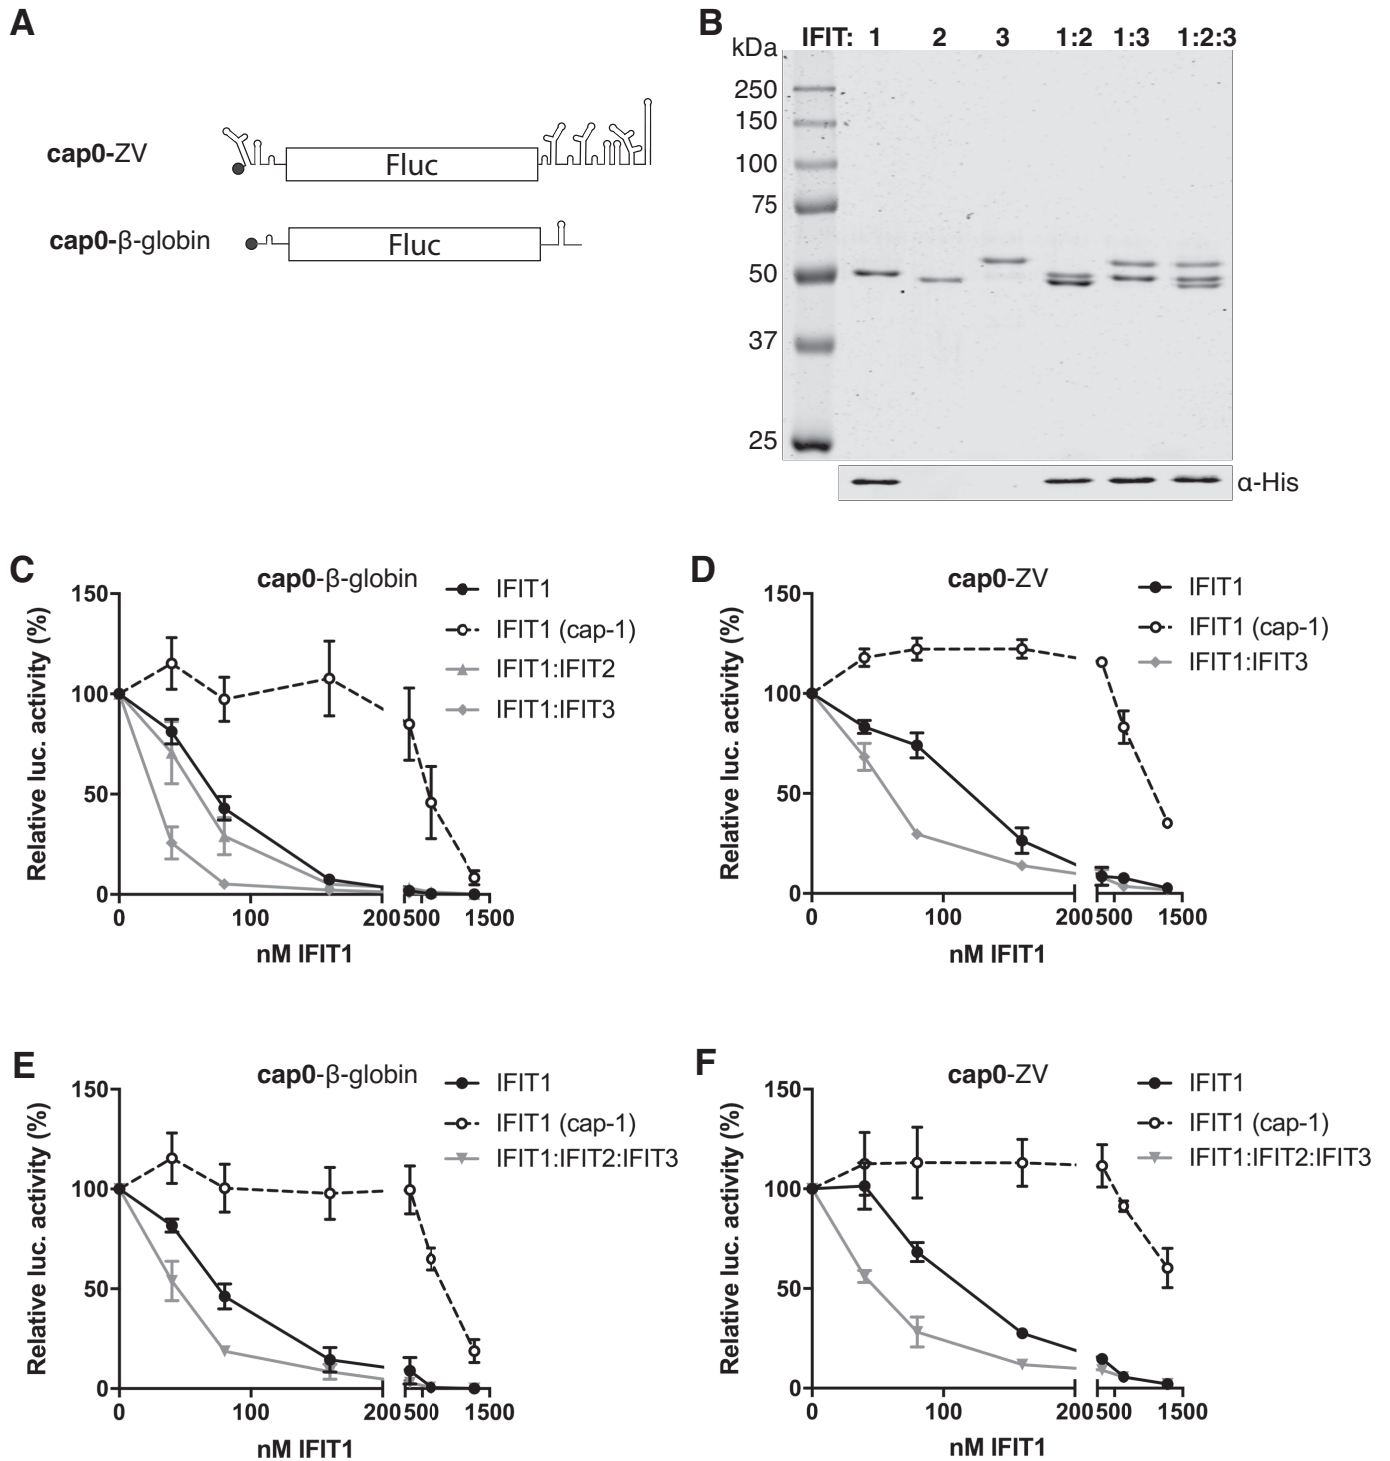 A
cap0-ZV
Fluc
cap0-β-globin
Fluc
B
kDa
IFIT: 1 2 3 1:2 1:3 1:2:3
250
150
100
75
50
37
25
α-His
C
cap0-β-globin
IFIT1
IFIT1 (cap-1)
IFIT1:IFIT2
IFIT1:IFIT3
Relative luc. activity (%)
150
100
50
0
0 100 200 500 1500
nM IFIT1
D
cap0-ZV
IFIT1
IFIT1 (cap-1)
IFIT1:IFIT3
Relative luc. activity (%)
150
100
50
0
0 100 200 500 1500
nM IFIT1
E
cap0-β-globin
IFIT1
IFIT1 (cap-1)
IFIT1:IFIT2:IFIT3
Relative luc. activity (%)
150
100
50
0
0 100 200 500 1500
nM IFIT1
F
cap0-ZV
IFIT1
IFIT1 (cap-1)
IFIT1:IFIT2:IFIT3
Relative luc. activity (%)
150
100
50
0
0 100 200 500 1500
nM IFIT1